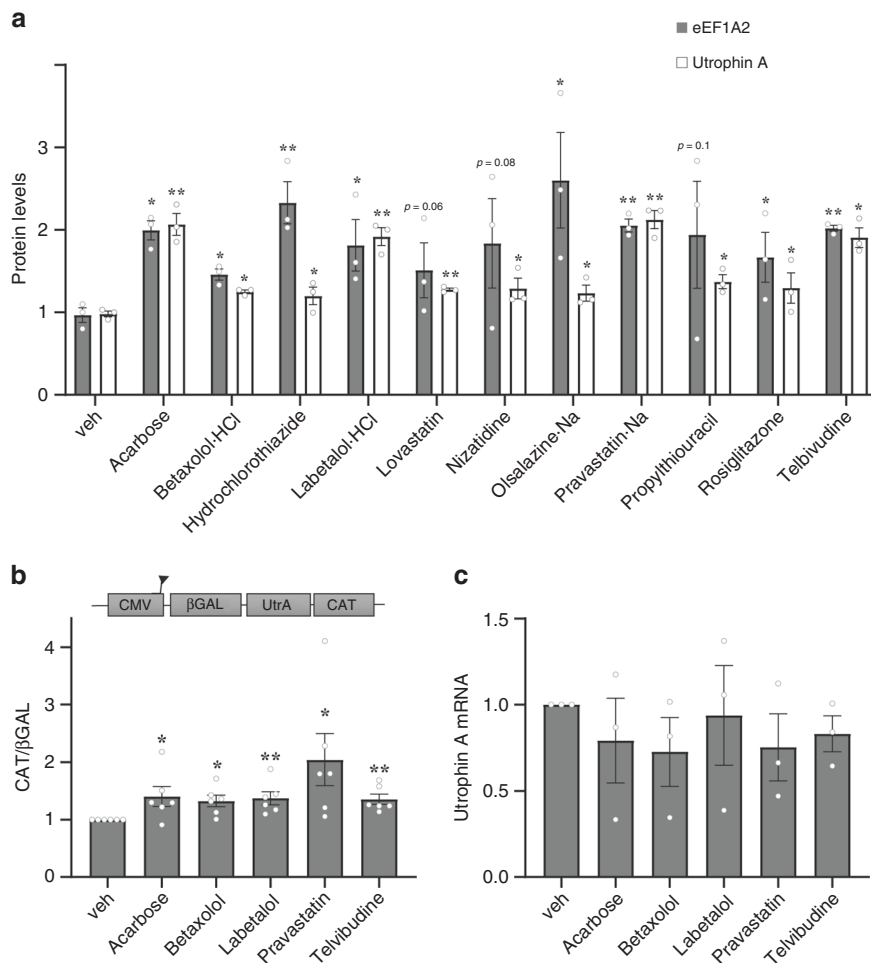 a
eEF1A2
Utrophin A
Protein levels
3
2
1
0
* ** * * ** * * ** p = 0.06 ** p = 0.08 * * * ** ** p = 0.1 * * * ** *
veh
Acarbose
Betaxolol·HCl
Hydrochlorothiazide
Labetalol·HCl
Lovastatin
Nizatidine
Olsalazine-Na
Pravastatin-Na
Propylthiouracil
Rosiglitazone
Telbivudine
b
CMV βGAL UtrA CAT
CAT/βGAL
4
3
2
1
0
* * ** * **
veh
Acarbose
Betaxolol
Labetalol
Pravastatin
Telvibudine
c
Utrophin A mRNA
1.5
1.0
0.5
0.0
veh
Acarbose
Betaxolol
Labetalol
Pravastatin
Telvibudine